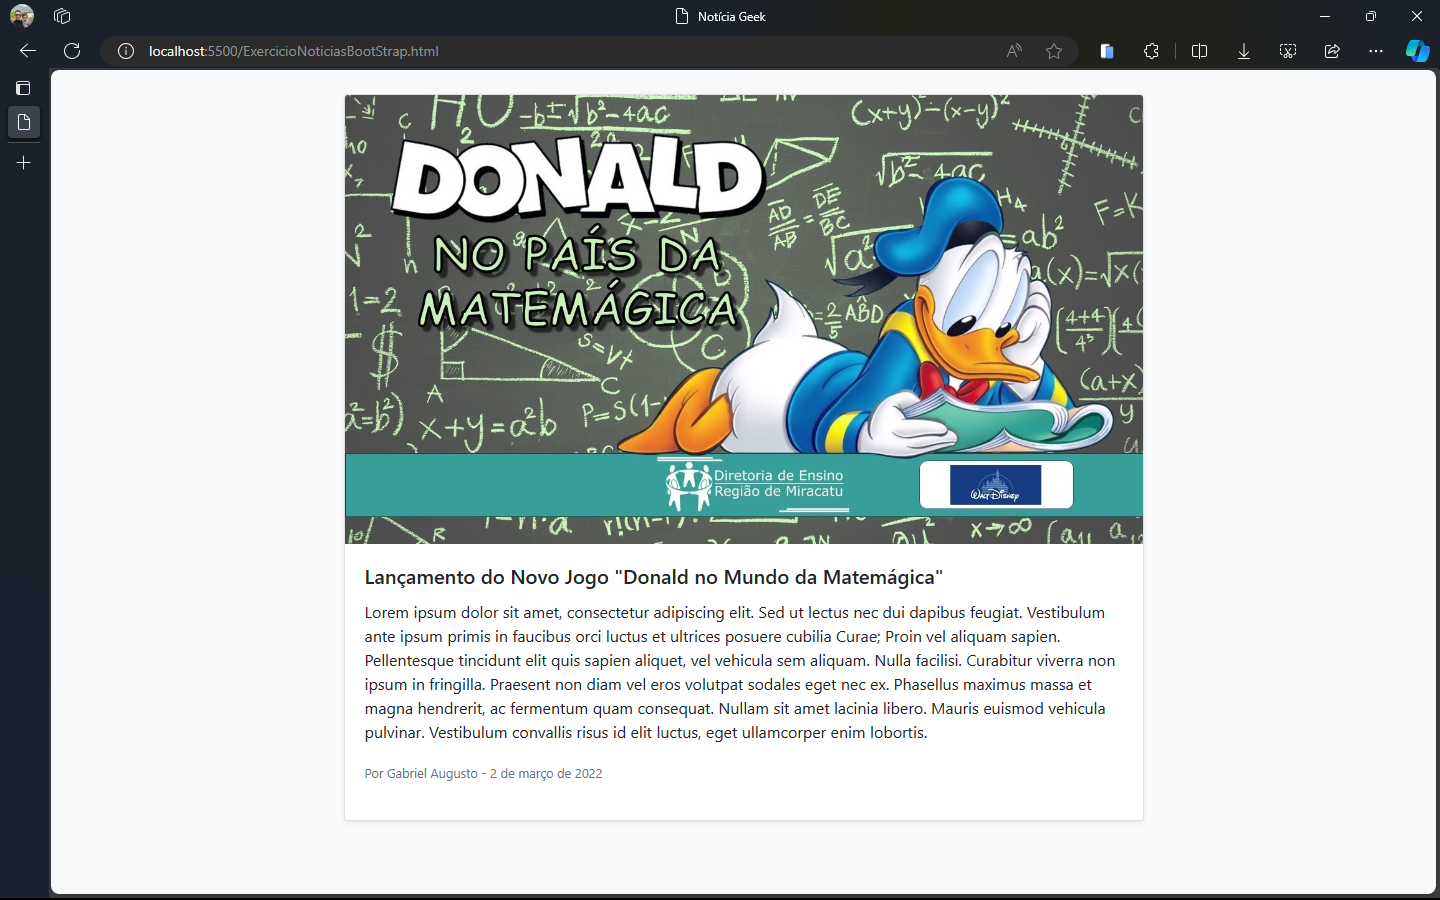 Notícia Geek
localhost:5500/ExercicioNoticiasBootStrap.html
DONALD
NO PAÍS DA
MATEMÁGICA
Diretoria de Ensino
Região de Miracatu
WALT DISNEY
Lançamento do Novo Jogo "Donald no Mundo da Matemágica"
Lorem ipsum dolor sit amet, consectetur adipiscing elit. Sed ut lectus nec dui dapibus feugiat. Vestibulum
ante ipsum primis in faucibus orci luctus et ultrices posuere cubilia Curae; Proin vel aliquam sapien.
Pellentesque tincidunt elit quis sapien aliquet, vel vehicula sem aliquam. Nulla facilisi. Curabitur viverra non
ipsum in fringilla. Praesent non diam vel eros volutpat sodales eget nec ex. Phasellus maximus massa et
magna hendrerit, ac fermentum quam consequat. Nullam sit amet lacinia libero. Mauris euismod vehicula
pulvinar. Vestibulum convallis risus id elit luctus, eget ullamcorper enim lobortis.
Por Gabriel Augusto - 2 de março de 2022